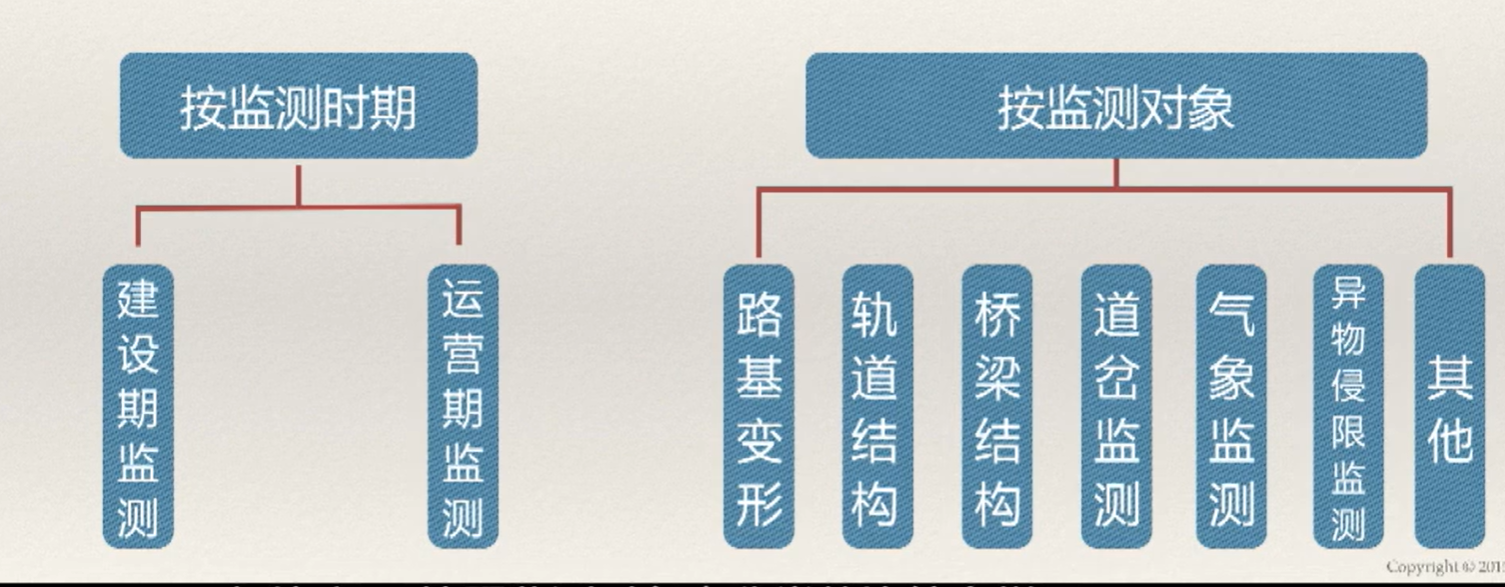 按监测时期
按监测对象
建设期监测
运营期监测
路基变形
轨道结构
桥梁结构
道岔监测
气象监测
异物侵限监测
其他
Copyright © 201